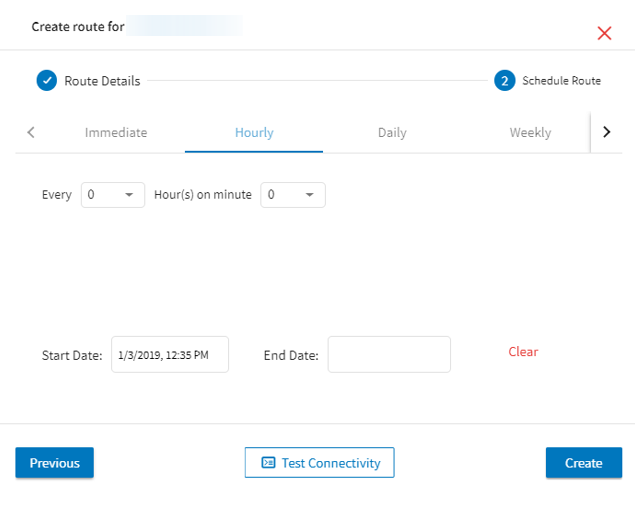 Create route for
Route Details
2 Schedule Route
Immediate Hourly Daily Weekly
Every 0 Hour(s) on minute 0
Start Date: 1/3/2019, 12:35 PM End Date: Clear
Previous Test Connectivity Create